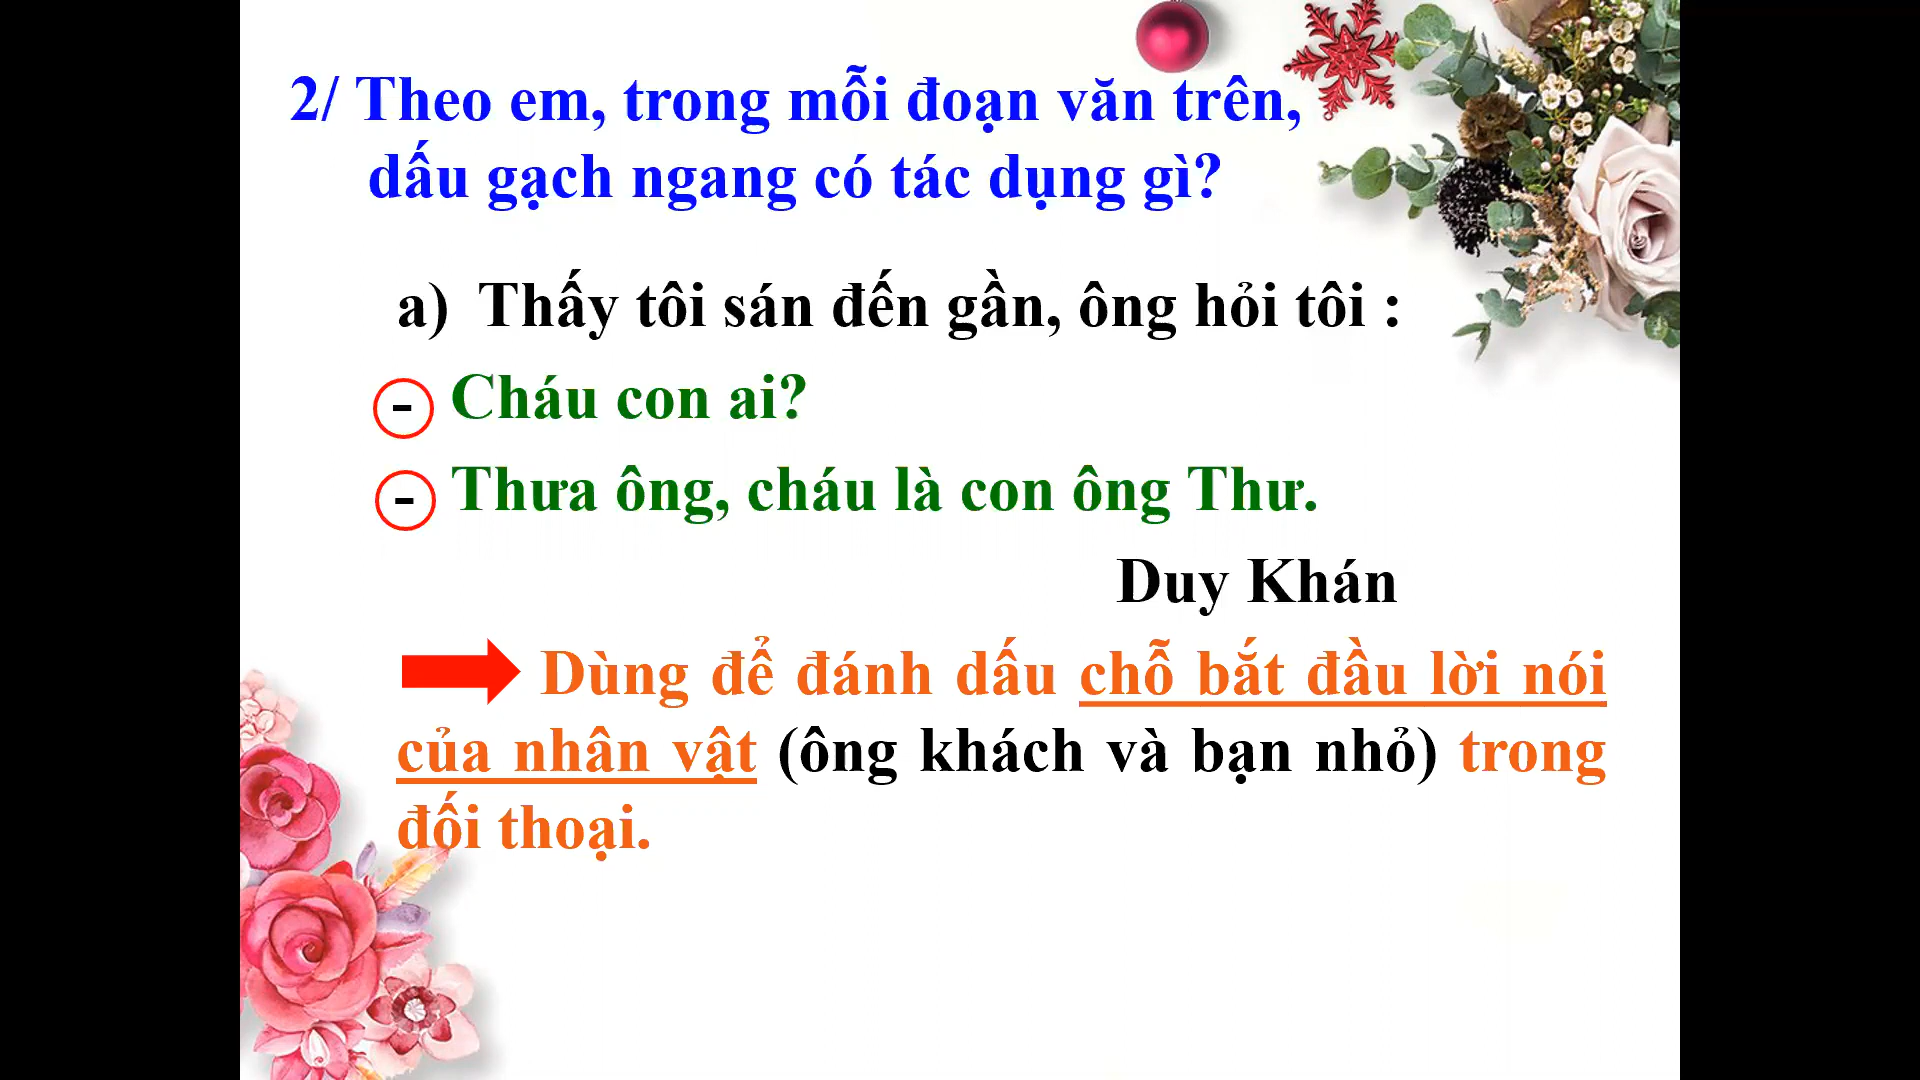 2/ Theo em, trong mỗi đoạn văn trên,
dấu gạch ngang có tác dụng gì?
a) Thấy tôi sán đến gần, ông hỏi tôi :
- Cháu con ai?
- Thưa ông, cháu là con ông Thư.
Duy Khán
Dùng để đánh dấu chỗ bắt đầu lời nói
của nhân vật (ông khách và bạn nhỏ) trong
đối thoại.